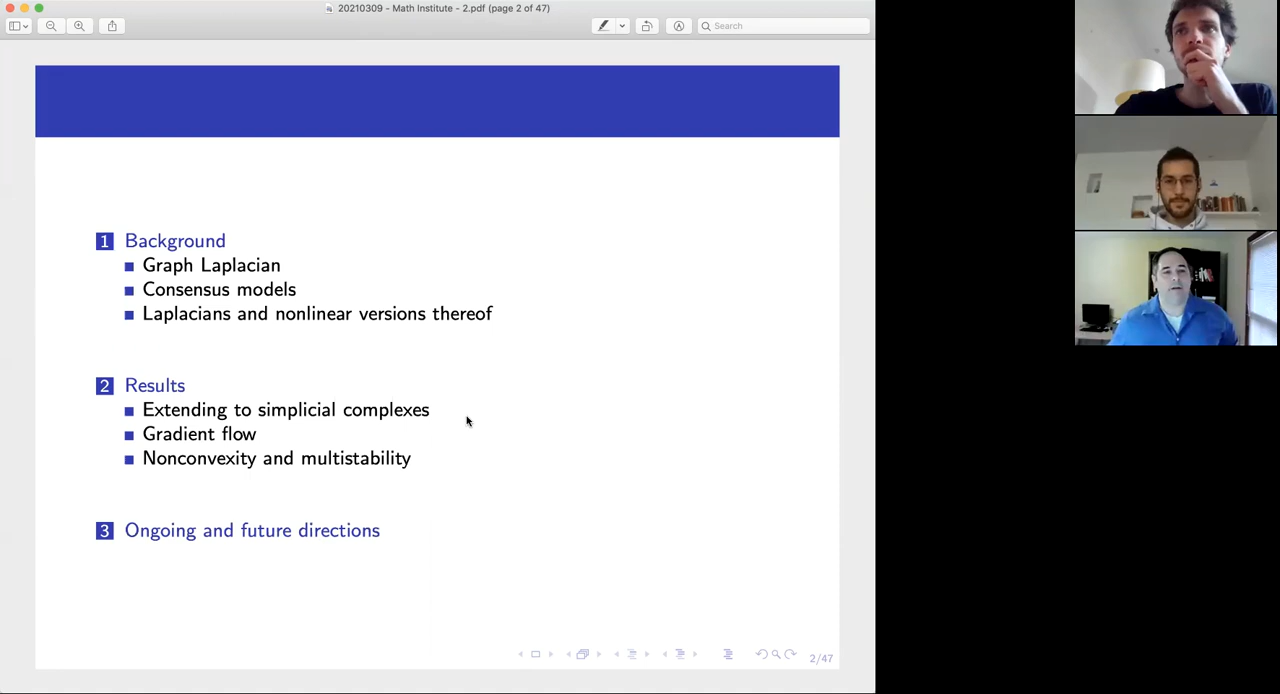 20210309 - Math Institute - 2.pdf (page 2 of 47)
Search
1 Background
Graph Laplacian
Consensus models
Laplacians and nonlinear versions thereof
2 Results
Extending to simplicial complexes
Gradient flow
Nonconvexity and multistability
3 Ongoing and future directions
2/47